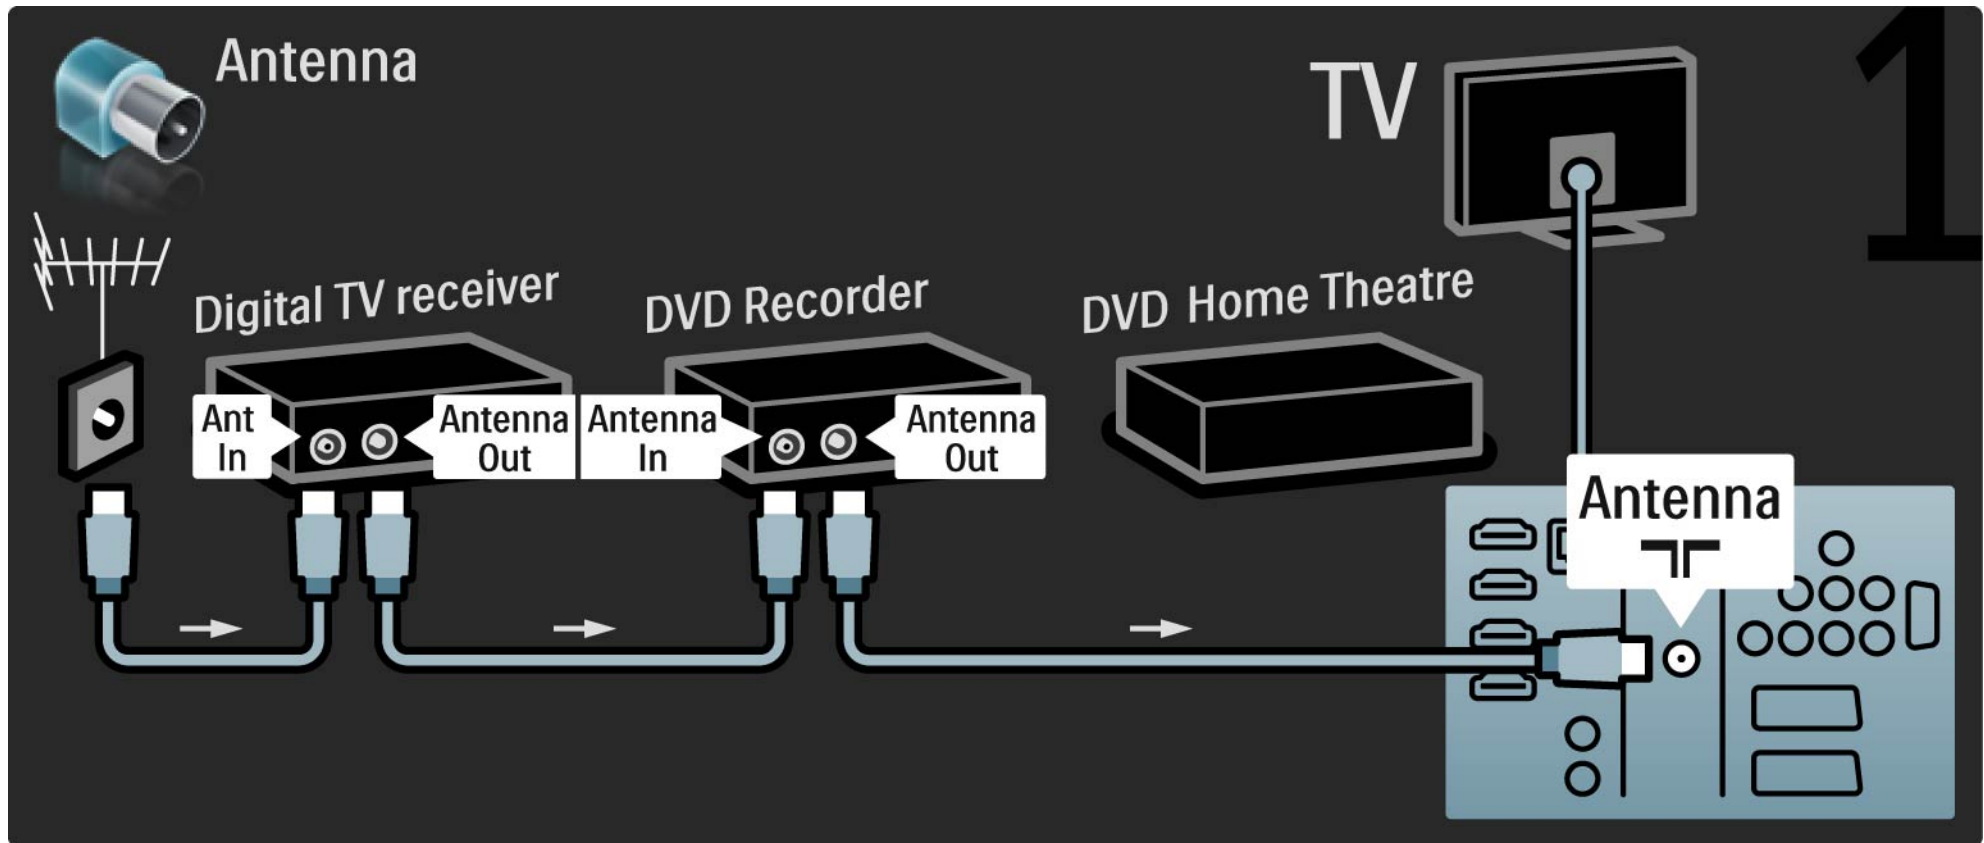 Antenna
TV
1
Digital TV receiver
DVD Recorder
DVD Home Theatre
Ant
In
Antenna
Out
Antenna
In
Antenna
Out
Antenna